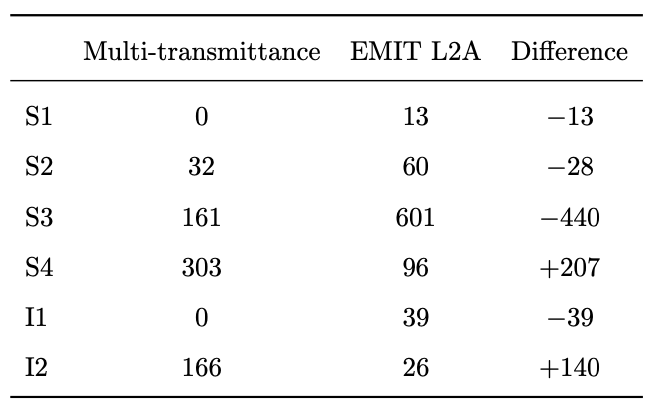 Multi-transmittance EMIT L2A Difference
S1 0 13 −13
S2 32 60 −28
S3 161 601 −440
S4 303 96 +207
I1 0 39 −39
I2 166 26 +140